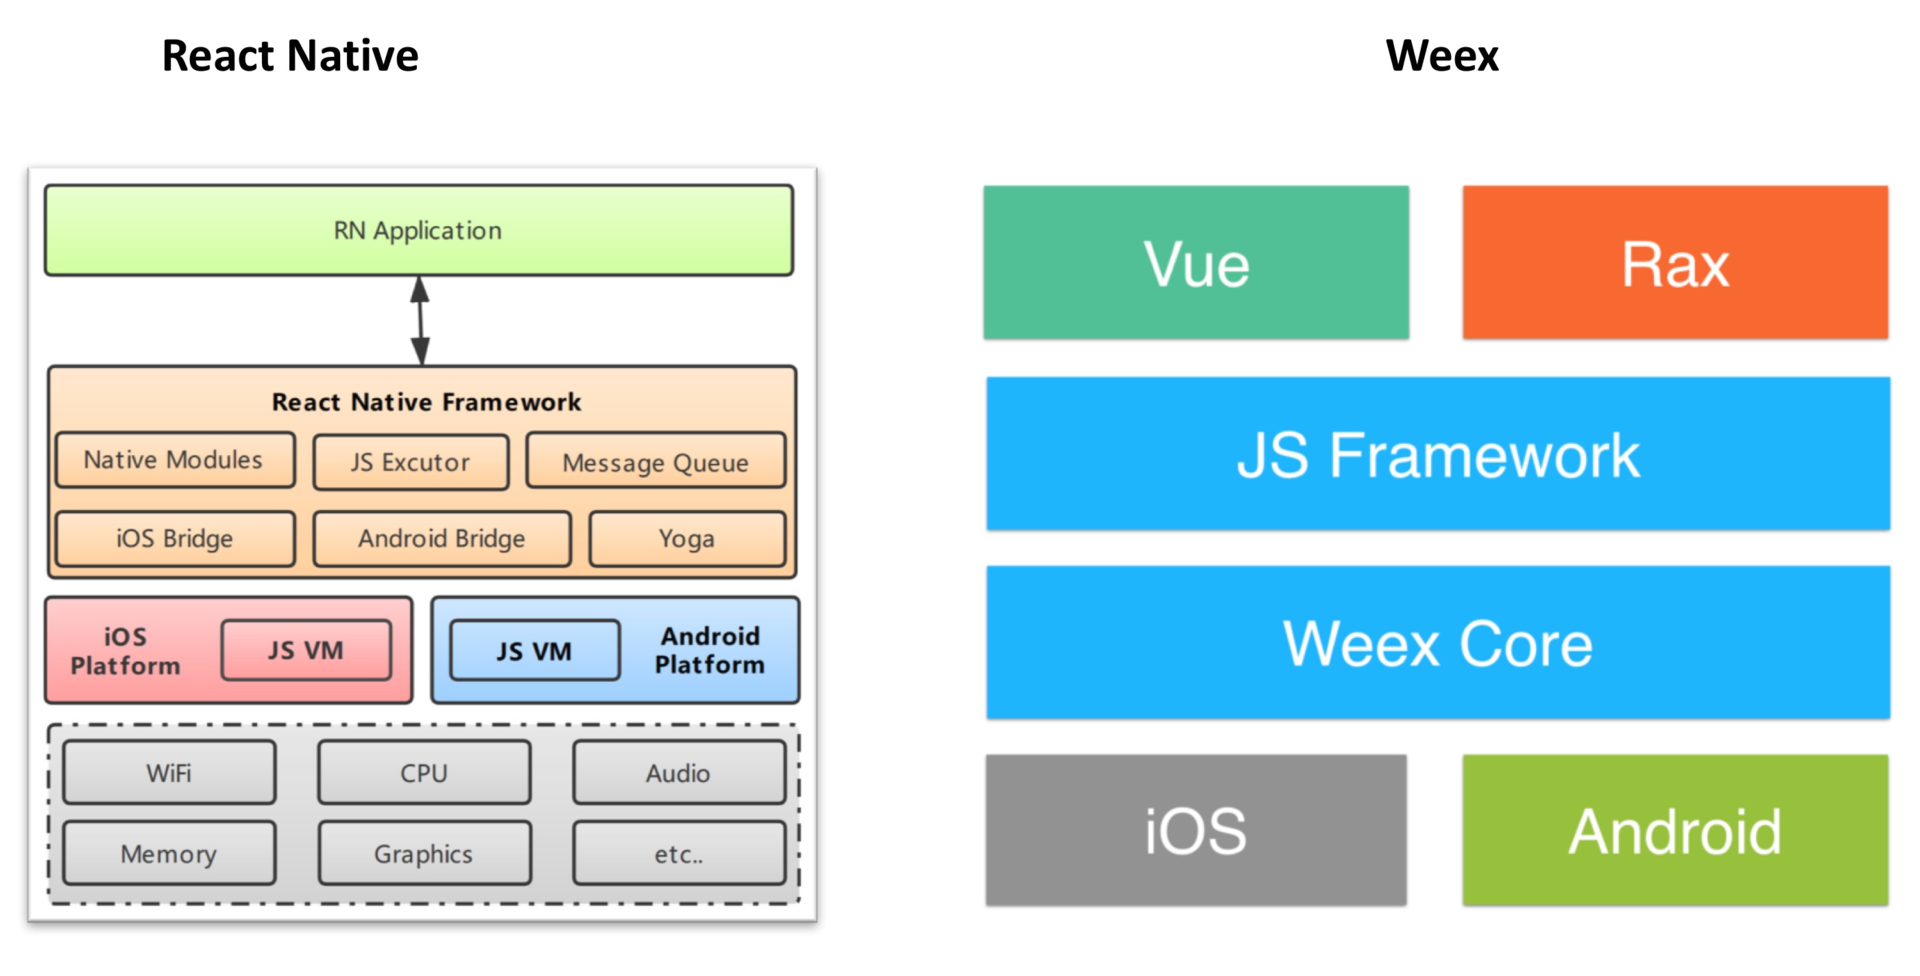 React Native
Weex
RN Application
React Native Framework
Native Modules
JS Excutor
Message Queue
iOS Bridge
Android Bridge
Yoga
iOS
Platform
JS VM
JS VM
Android
Platform
WiFi
CPU
Audio
Memory
Graphics
etc..
Vue
Rax
JS Framework
Weex Core
iOS
Android